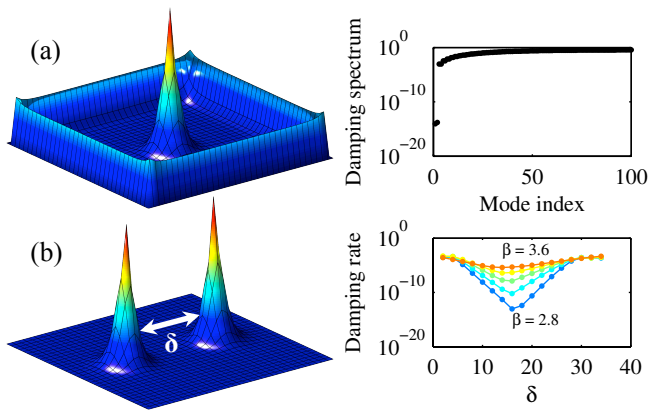 (a)
Damping spectrum
10^0
10^-10
10^-20
0 50 100
Mode index
(b)
δ
Damping rate
10^0
10^-10
10^-20
β = 3.6
β = 2.8
0 10 20 30 40
δ